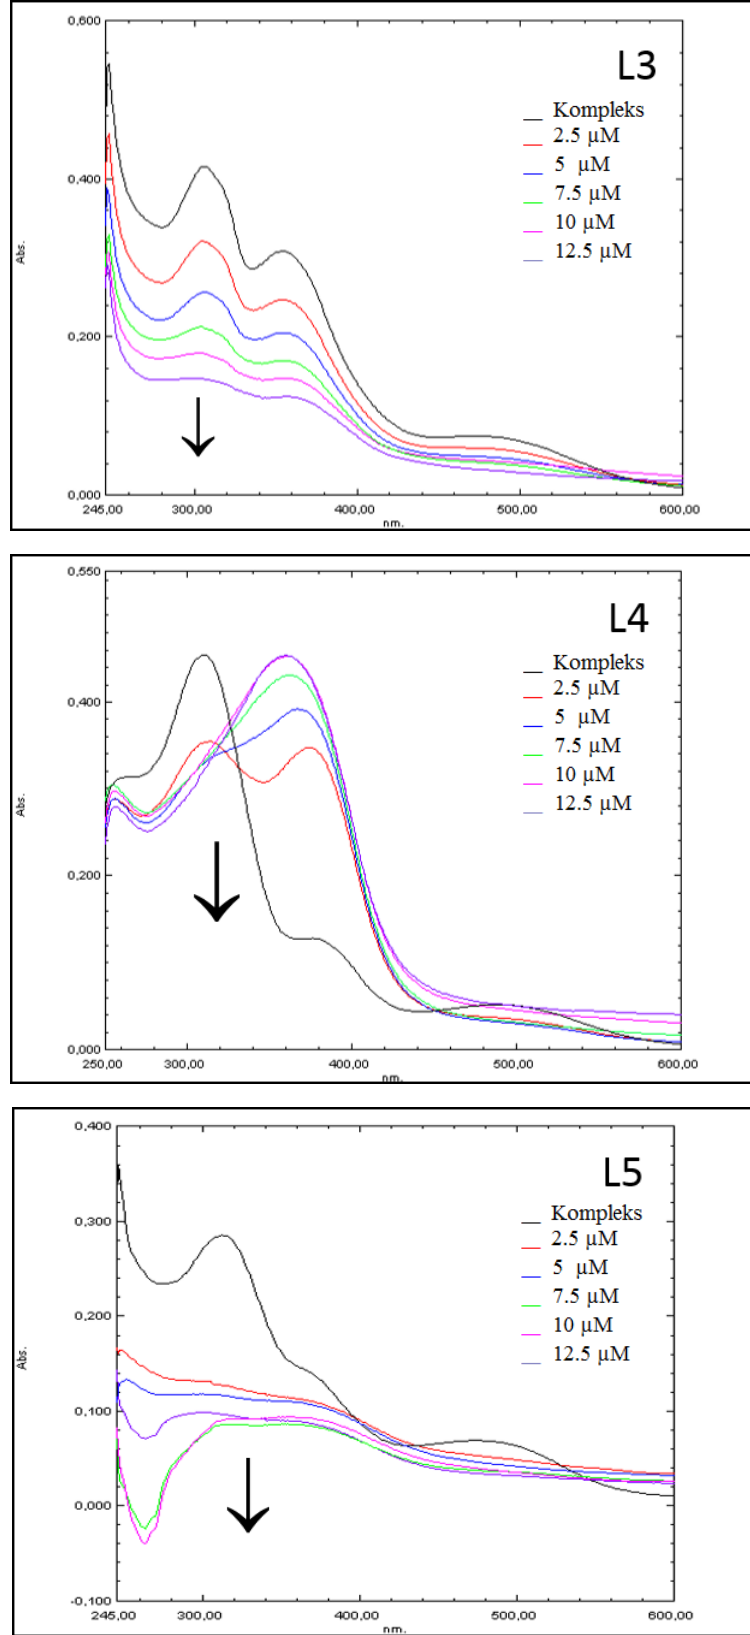 0,600
L3
Kompleks
2.5 µM
5 µM
7.5 µM
10 µM
12.5 µM
0,400
Abs.
0,200
0,000
245,00 300,00 400,00 500,00 600,00
nm.
0,550
L4
Kompleks
2.5 µM
5 µM
7.5 µM
10 µM
12.5 µM
0,400
Abs.
0,200
0,000
250,00 300,00 400,00 500,00 600,00
nm.
0,400
L5
Kompleks
2.5 µM
5 µM
7.5 µM
10 µM
12.5 µM
0,300
0,200
Abs.
0,100
0,000
-0,100
245,00 300,00 400,00 500,00 600,00
nm.